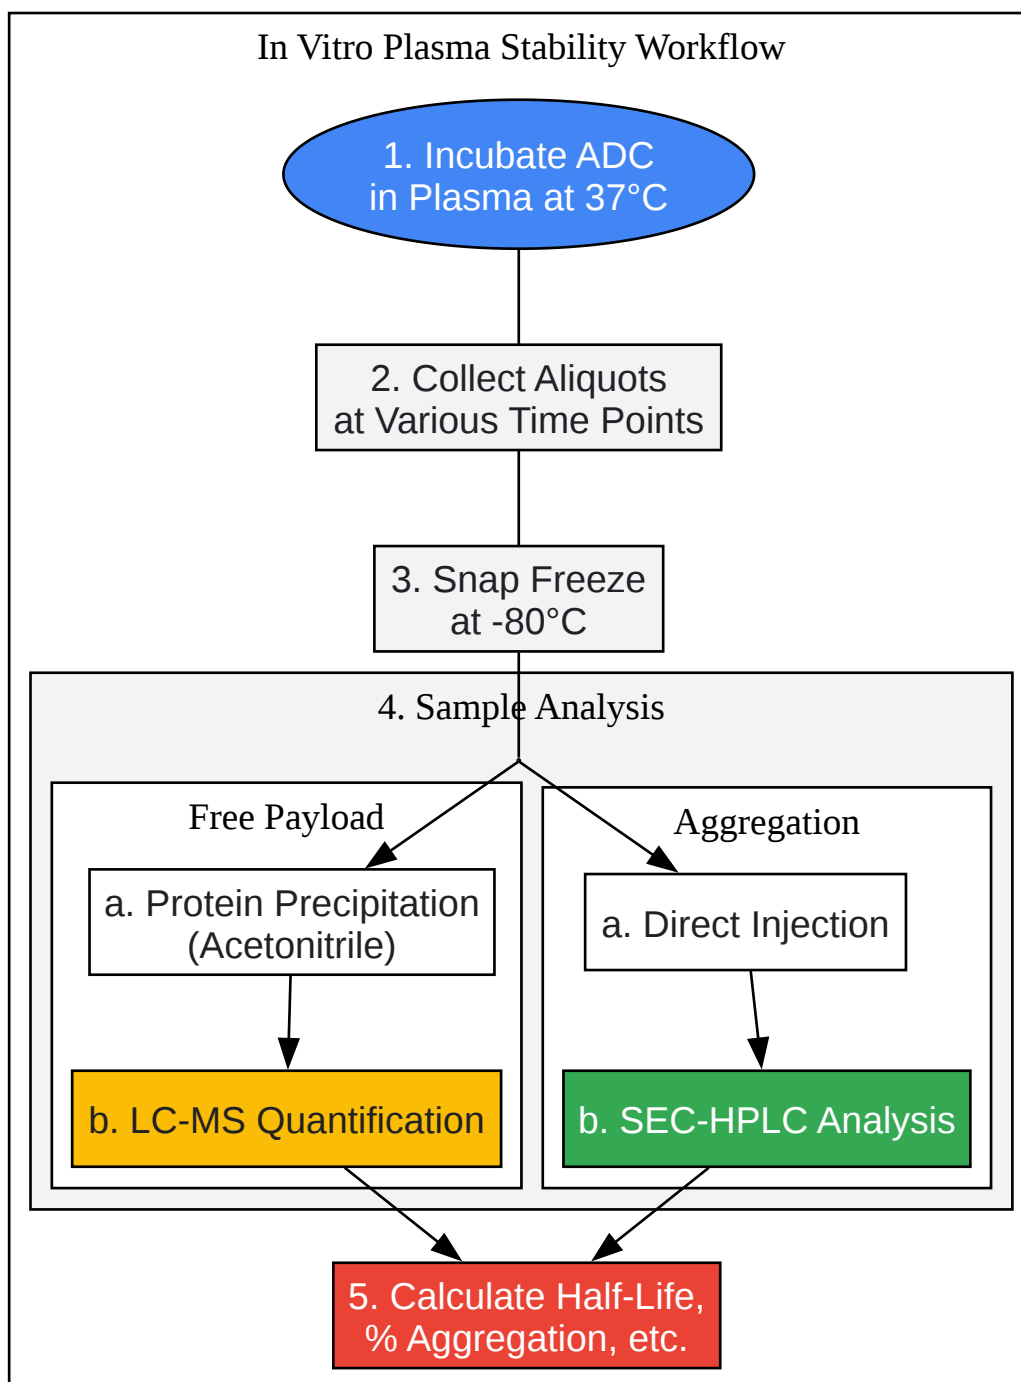 In Vitro Plasma Stability Workflow
1. Incubate ADC
in Plasma at 37°C
2. Collect Aliquots
at Various Time Points
3. Snap Freeze
at -80°C
4. Sample Analysis
Free Payload
a. Protein Precipitation
(Acetonitrile)
b. LC-MS Quantification
Aggregation
a. Direct Injection
b. SEC-HPLC Analysis
5. Calculate Half-Life,
% Aggregation, etc.